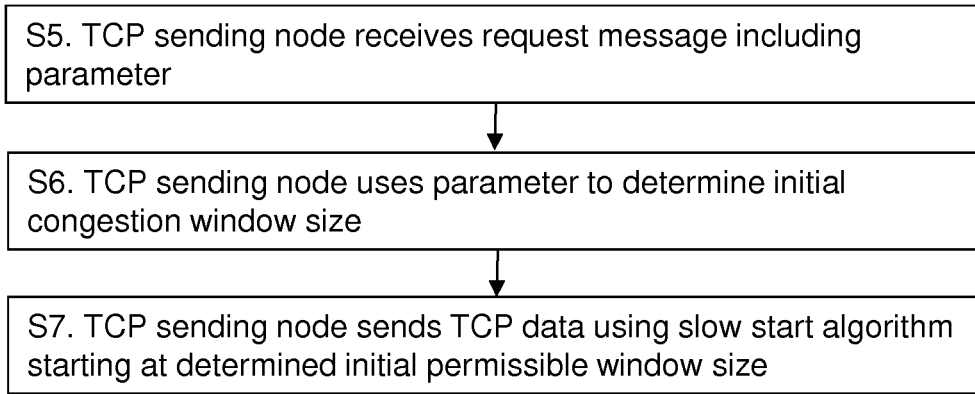 S5. TCP sending node receives request message including
parameter
S6. TCP sending node uses parameter to determine initial
congestion window size
S7. TCP sending node sends TCP data using slow start algorithm
starting at determined initial permissible window size